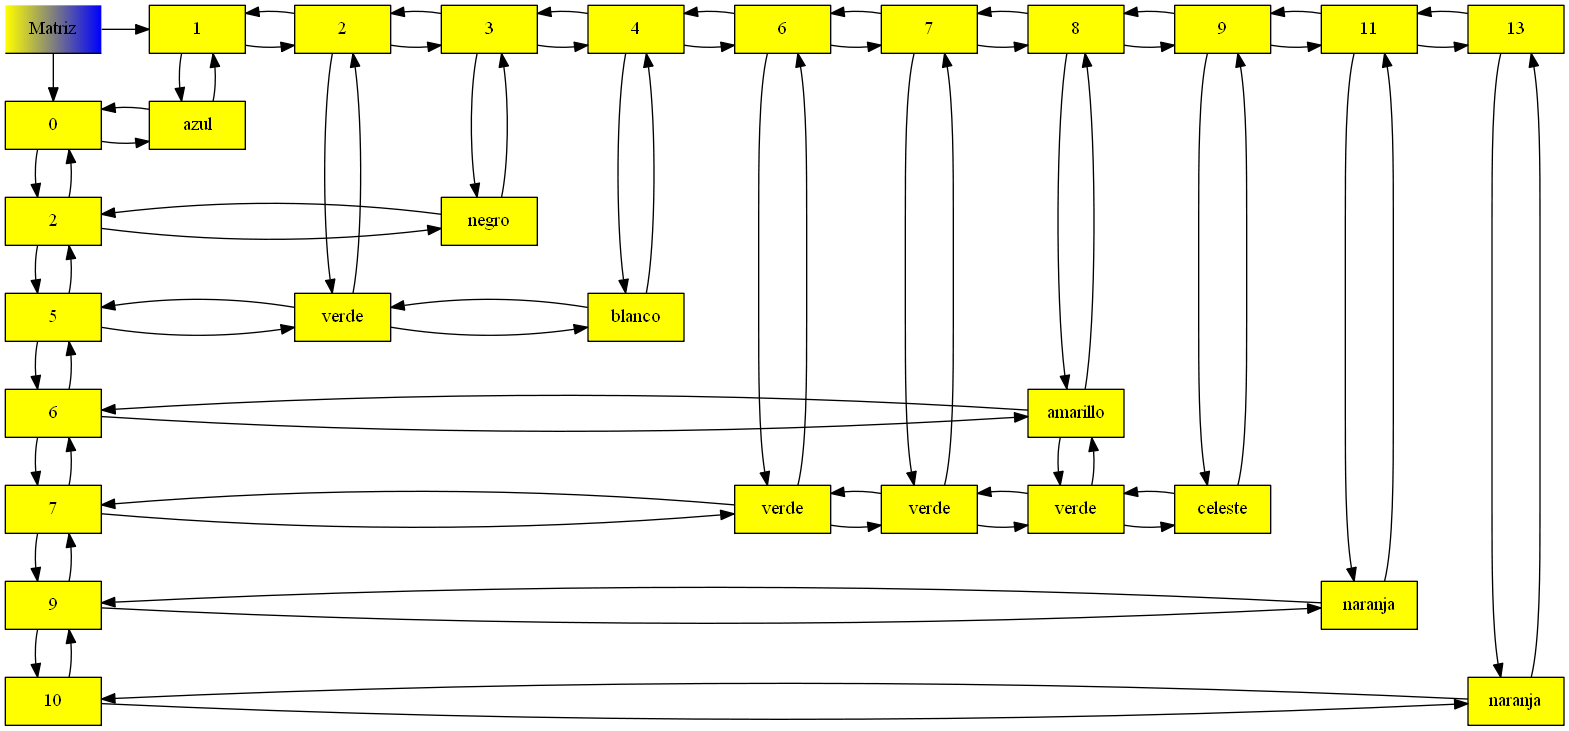 Matriz 1 2 3 4 6 7 8 9 11 13
0 azul
2 negro
5 verde blanco
6 amarillo
7 verde verde verde celeste
9 naranja
10 naranja